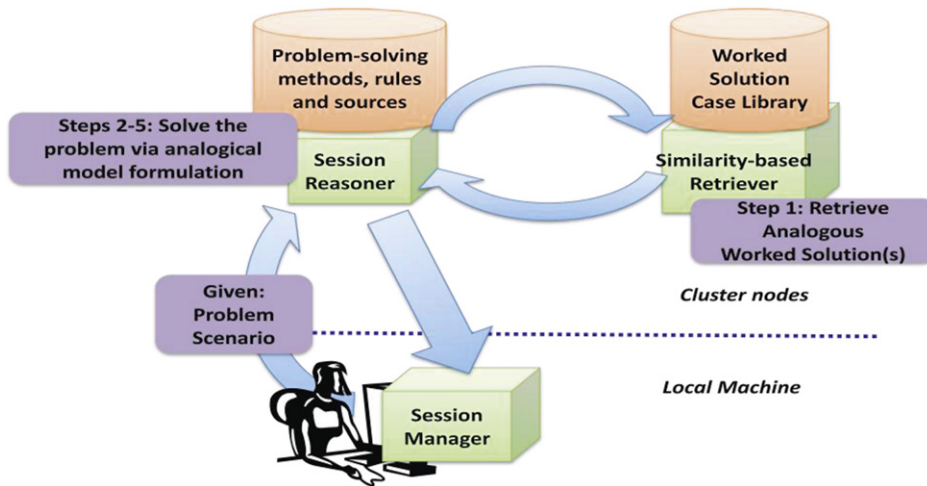 Problem-solving
methods, rules
and sources
Worked
Solution
Case Library
Steps 2-5: Solve the
problem via analogical
model formulation
Session
Reasoner
Similarity-based
Retriever
Step 1: Retrieve
Analogous
Worked Solution(s)
Given:
Problem
Scenario
Cluster nodes
Local Machine
Session
Manager